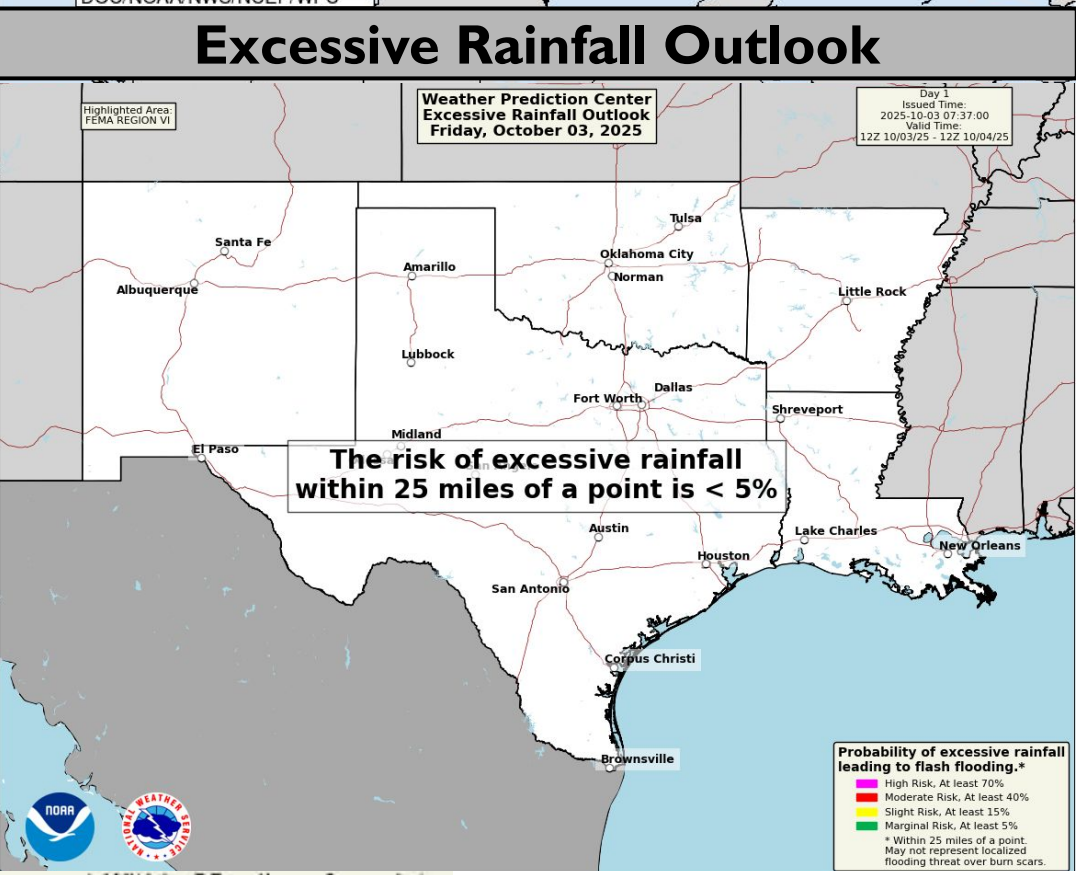 DOC/NOAA/NWS/NCEP/WPC
Excessive Rainfall Outlook
Highlighted Area:
FEMA REGION VI
Weather Prediction Center
Excessive Rainfall Outlook
Friday, October 03, 2025
Day 1
Issued Time:
2025-10-03 07:37:00
Valid Time:
12Z 10/03/25 - 12Z 10/04/25
Tulsa
Santa Fe
Oklahoma City
Amarillo
Norman
Albuquerque
Little Rock
Lubbock
Dallas
Fort Worth
Shreveport
Midland
El Paso
The risk of excessive rainfall
within 25 miles of a point is < 5%
Austin
Lake Charles
New Orleans
Houston
San Antonio
Corpus Christi
Brownsville
Probability of excessive rainfall
leading to flash flooding.*
High Risk, At least 70%
Moderate Risk, At least 40%
Slight Risk, At least 15%
Marginal Risk, At least 5%
* Within 25 miles of a point.
May not represent localized
flooding threat over burn scars.
NOAA
NATIONAL WEATHER SERVICE